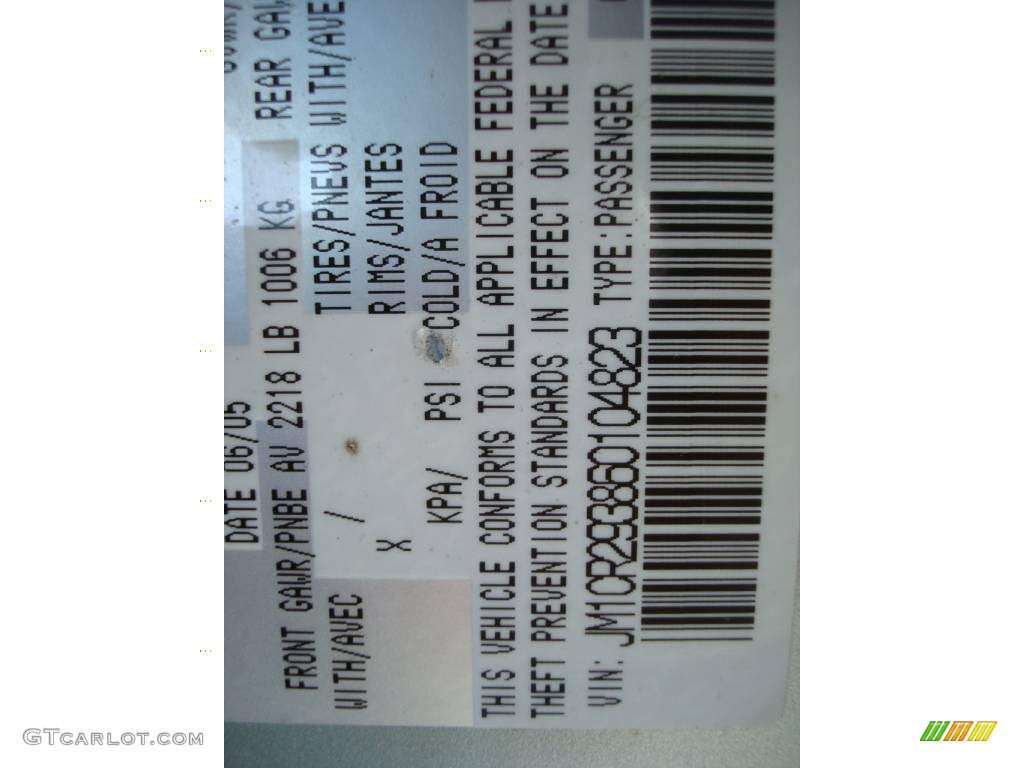 DATE 06/05
FRONT GAWR/PNBE AV 2218 LB 1006 KG REAR
WITH/AVEC / TIRES/PNEUS WITH/AVE
X RIMS/JANTES
KPA/ PSI COLD/A FROID
THIS VEHICLE CONFORMS TO ALL APPLICABLE FEDERAL
THEFT PREVENTION STANDARDS IN EFFECT ON THE DATE
VIN: JM1CR293860104823 TYPE:PASSENGER
GTCARLOT.COM